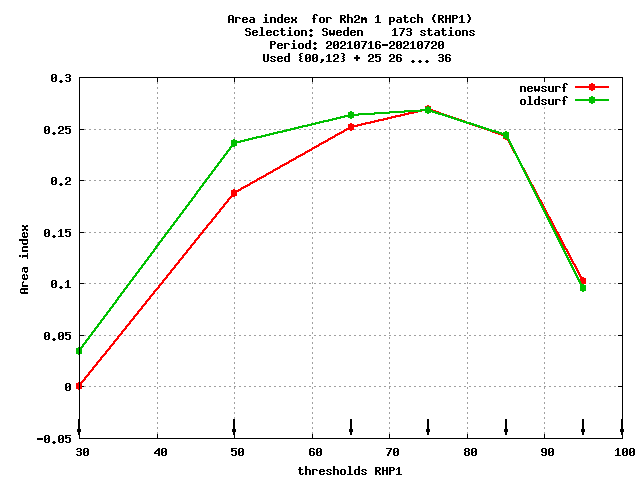 Area index  for Rh2m 1 patch (RHP1)
Selection: Sweden    173 stations
Period: 20210716-20210720
Used {00,12} + 25 26 ... 36
newsurf
oldsurf
0.3
0.25
0.2
0.15
0.1
0.05
0
-0.05
Area index
30 40 50 60 70 80 90 100
thresholds RHP1